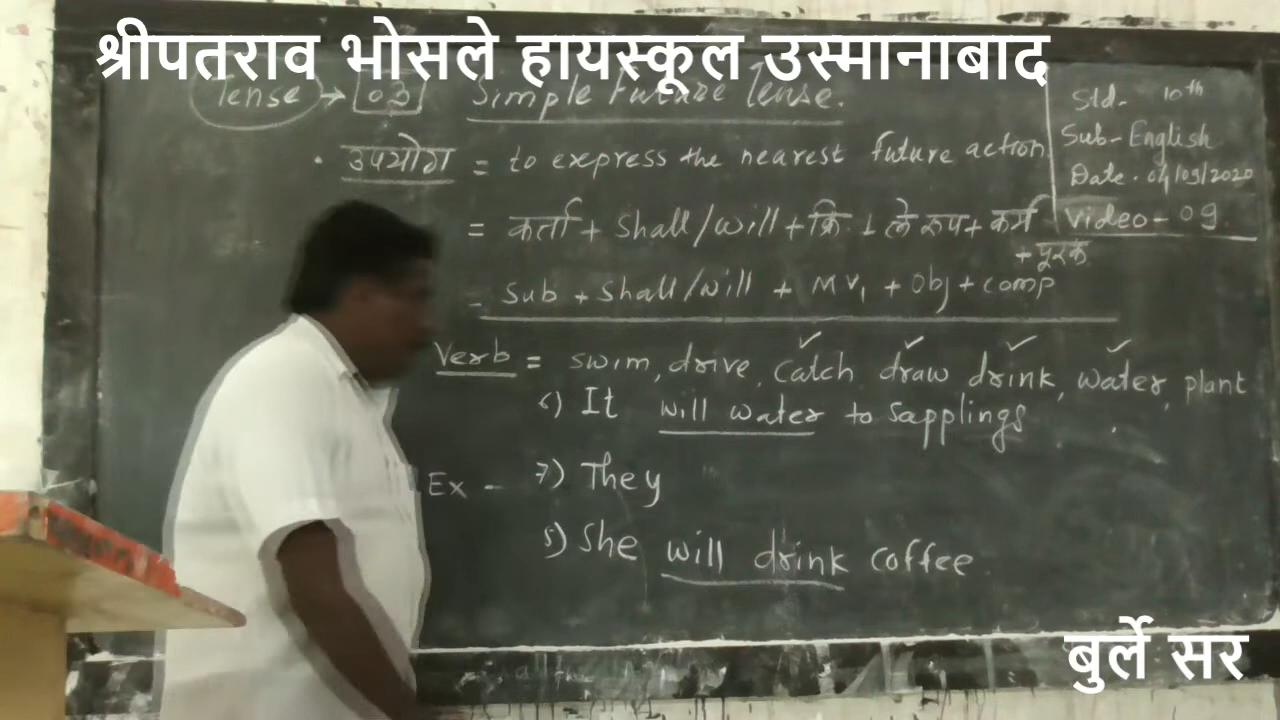 श्रीपतराव भोसले हायस्कूल उस्मानाबाद
Tense → 03 Simple Future Tense.
Std- 10th
Sub- English
Date. 01/09/2020
Video- 09
• उपयोग = to express the nearest future action
= कर्ता + Shall/will + क्रि 1 ले रूप + कर्म
+ पूरक
= Sub + Shall/will + MV1 + Obj + comp
Verb = swim, drive, catch draw drink, water, plant
6) It will water to sapplings
Ex - 7) They
5) She will drink coffee
बुर्ले सर